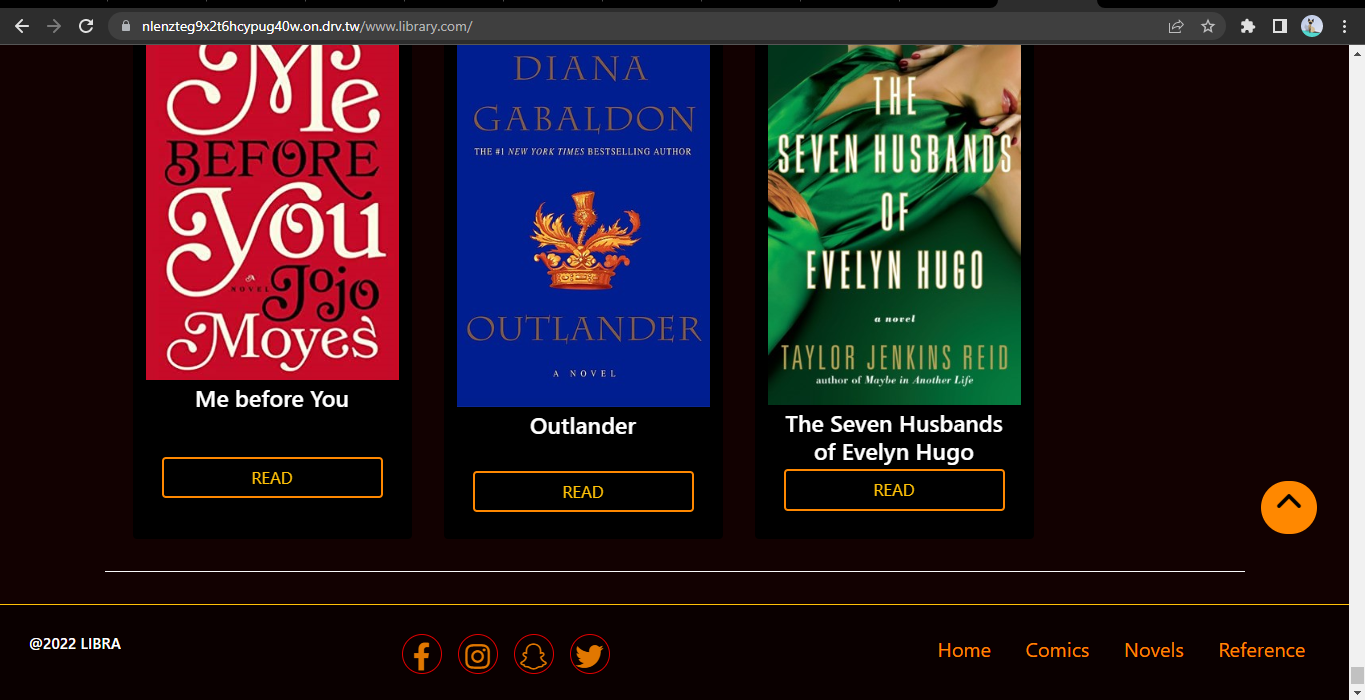 nlenzteg9x2t6hcypug40w.on.drv.tw/www.library.com/
Me
BEFORE
You
A
NOVEL
Jojo
Moyes
Me before You
READ
DIANA
GABALDON
THE #1 NEW YORK TIMES BESTSELLING AUTHOR
OUTLANDER
A NOVEL
Outlander
READ
THE
SEVEN HUSBANDS
OF
EVELYN HUGO
a novel
TAYLOR JENKINS REID
author of Maybe in Another Life
The Seven Husbands
of Evelyn Hugo
READ
@2022 LIBRA
Home Comics Novels Reference